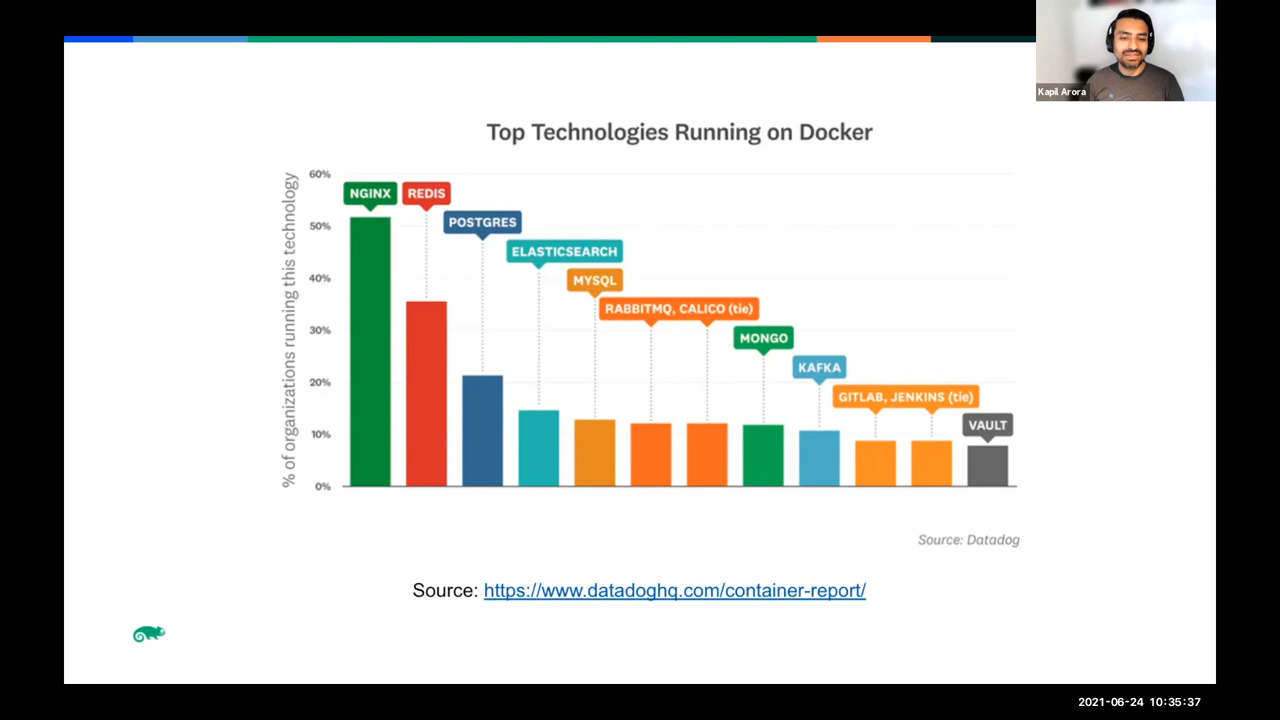 Kapil Arora
Top Technologies Running on Docker
% of organizations running this technology
60%
50%
40%
30%
20%
10%
0%
NGINX
REDIS
POSTGRES
ELASTICSEARCH
MYSQL
RABBITMQ, CALICO (tie)
MONGO
KAFKA
GITLAB, JENKINS (tie)
VAULT
Source: Datadog
Source: https://www.datadoghq.com/container-report/
2021-06-24 10:35:37